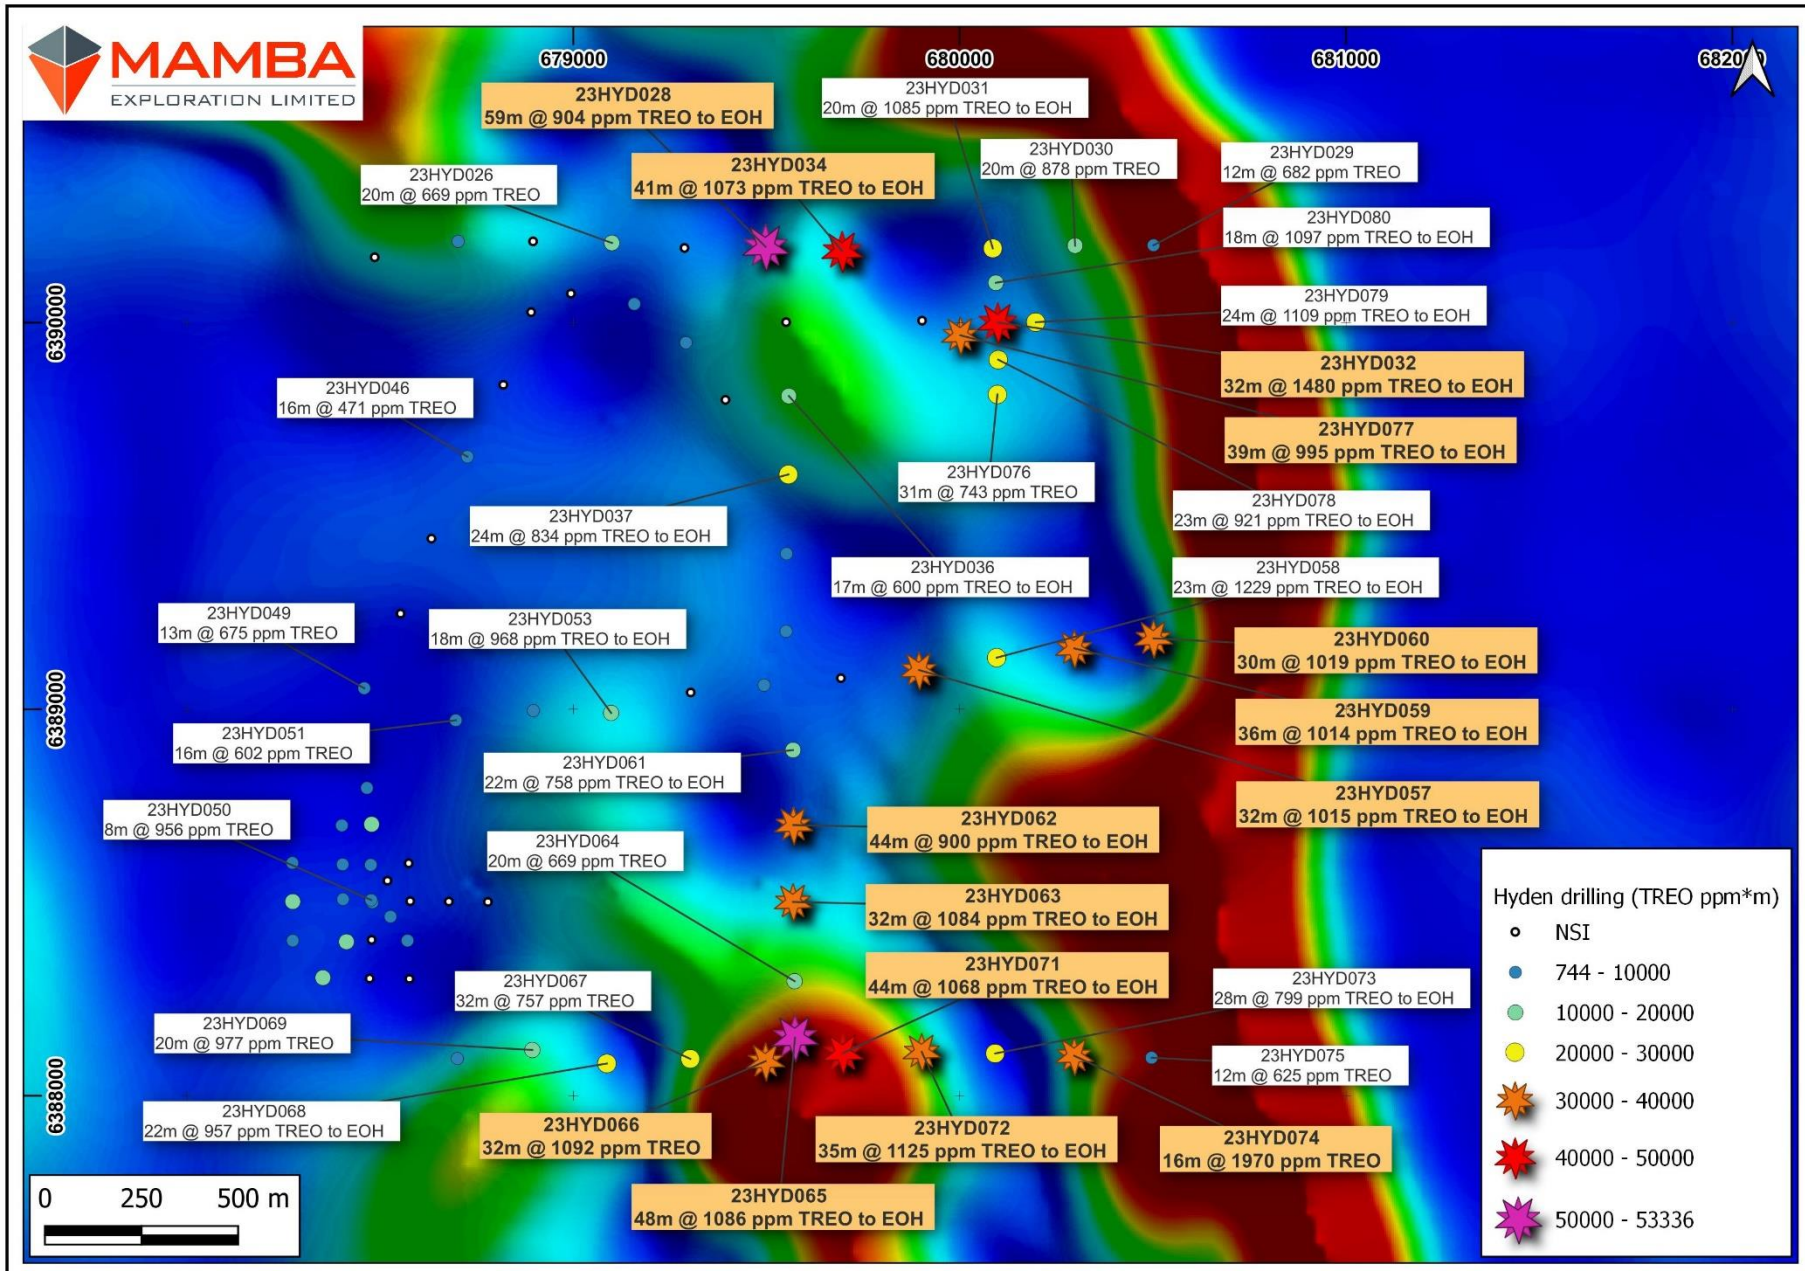 MAMBA
EXPLORATION LIMITED
679000
680000
681000
682000
6390000
6389000
6388000
23HYD028
59m @ 904 ppm TREO to EOH
23HYD031
20m @ 1085 ppm TREO to EOH
23HYD026
20m @ 669 ppm TREO
23HYD034
41m @ 1073 ppm TREO to EOH
23HYD030
20m @ 878 ppm TREO
23HYD029
12m @ 682 ppm TREO
23HYD080
18m @ 1097 ppm TREO to EOH
23HYD079
24m @ 1109 ppm TREO to EOH
23HYD032
32m @ 1480 ppm TREO to EOH
23HYD046
16m @ 471 ppm TREO
23HYD077
39m @ 995 ppm TREO to EOH
23HYD076
31m @ 743 ppm TREO
23HYD078
23m @ 921 ppm TREO to EOH
23HYD037
24m @ 834 ppm TREO to EOH
23HYD036
17m @ 600 ppm TREO to EOH
23HYD058
23m @ 1229 ppm TREO to EOH
23HYD049
13m @ 675 ppm TREO
23HYD053
18m @ 968 ppm TREO to EOH
23HYD060
30m @ 1019 ppm TREO to EOH
23HYD051
16m @ 602 ppm TREO
23HYD059
36m @ 1014 ppm TREO to EOH
23HYD061
22m @ 758 ppm TREO to EOH
23HYD057
32m @ 1015 ppm TREO to EOH
23HYD050
8m @ 956 ppm TREO
23HYD062
44m @ 900 ppm TREO to EOH
23HYD064
20m @ 669 ppm TREO
23HYD063
32m @ 1084 ppm TREO to EOH
23HYD067
32m @ 757 ppm TREO
23HYD071
44m @ 1068 ppm TREO to EOH
23HYD073
28m @ 799 ppm TREO to EOH
23HYD069
20m @ 977 ppm TREO
23HYD075
12m @ 625 ppm TREO
23HYD068
22m @ 957 ppm TREO to EOH
23HYD066
32m @ 1092 ppm TREO
23HYD072
35m @ 1125 ppm TREO to EOH
23HYD074
16m @ 1970 ppm TREO
23HYD065
48m @ 1086 ppm TREO to EOH
0 250 500 m
Hyden drilling (TREO ppm*m)
NSI
744 - 10000
10000 - 20000
20000 - 30000
30000 - 40000
40000 - 50000
50000 - 53336